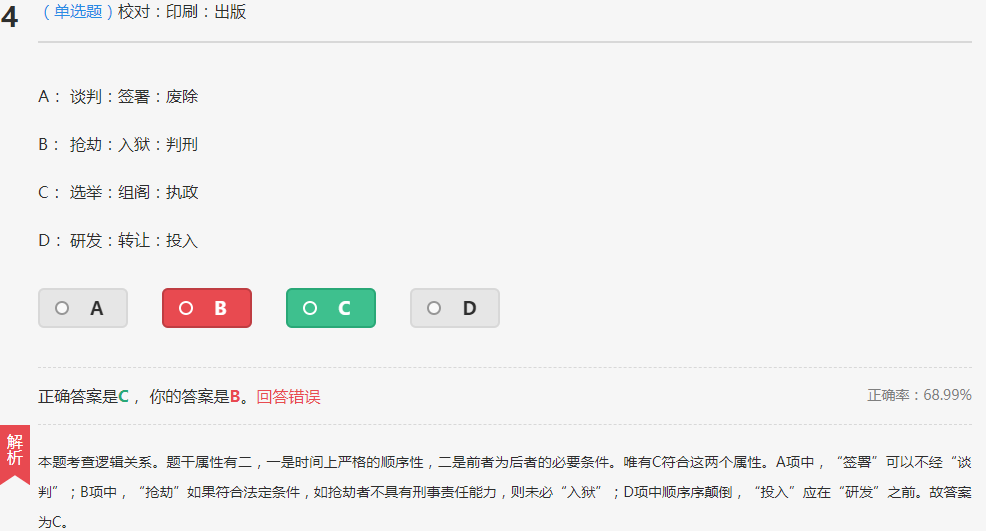 4 （单选题）校对：印刷：出版
A： 谈判：签署：废除
B： 抢劫：入狱：判刑
C： 选举：组阁：执政
D： 研发：转让：投入
A B C D
正确答案是C， 你的答案是B。回答错误 正确率：68.99%
解析
本题考查逻辑关系。题干属性有二，一是时间上严格的顺序性，二是前者为后者的必要条件。唯有C符合这两个属性。A项中，“签署”可以不经“谈
判”；B项中，“抢劫”如果符合法定条件，如抢劫者不具有刑事责任能力，则未必“入狱”；D项中顺序序颠倒，“投入”应在“研发”之前。故答案
为C。